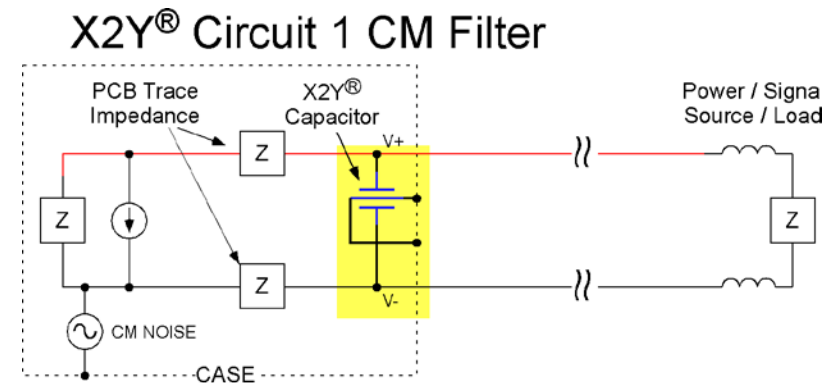 X2Y® Circuit 1 CM Filter
PCB Trace
Impedance
X2Y®
Capacitor
Power / Signa
Source / Load
V+
Z
Z
Z
Z
V-
CM NOISE
CASE